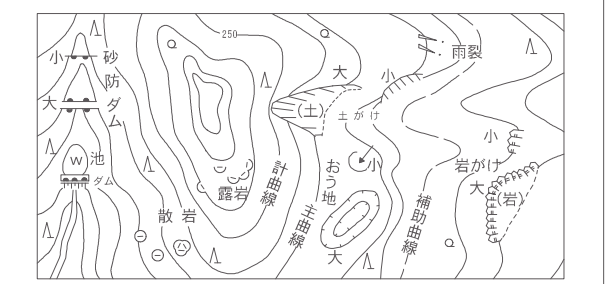 小 砂防ダム
大
W 池
ダム
250
大
(土)
土がけ
小
雨裂
小
岩がけ
大
(岩)
露岩
散岩
ハ
計曲線
主曲線
おう地
小
大
補助曲線